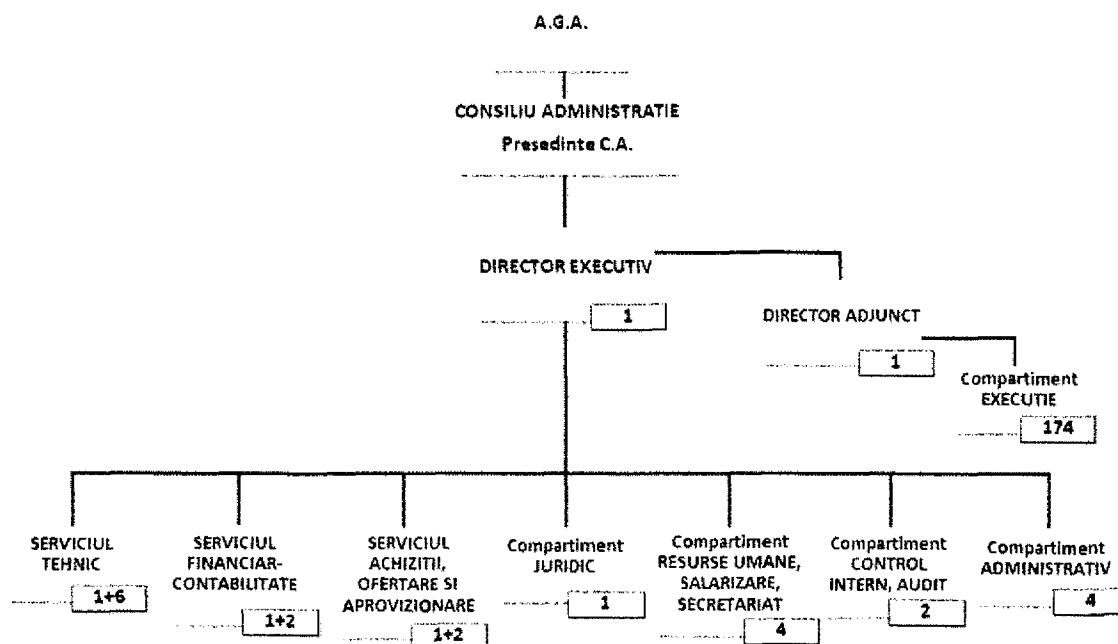 A.G.A.
CONSILIU ADMINISTRATIE
Presedinte C.A.
DIRECTOR EXECUTIV
1
DIRECTOR ADJUNCT
1
Compartiment
EXECUTIE
174
SERVICIUL
TEHNIC
1+6
SERVICIUL
FINANCIAR-
CONTABILITATE
1+2
SERVICIUL
ACHIZITII,
OFERTARE SI
APROVIZIONARE
1+2
Compartiment
JURIDIC
1
Compartiment
RESURSE UMANE,
SALARIZARE,
SECRETARIAT
4
Compartiment
CONTROL
INTERN, AUDIT
2
Compartiment
ADMINISTRATIV
4